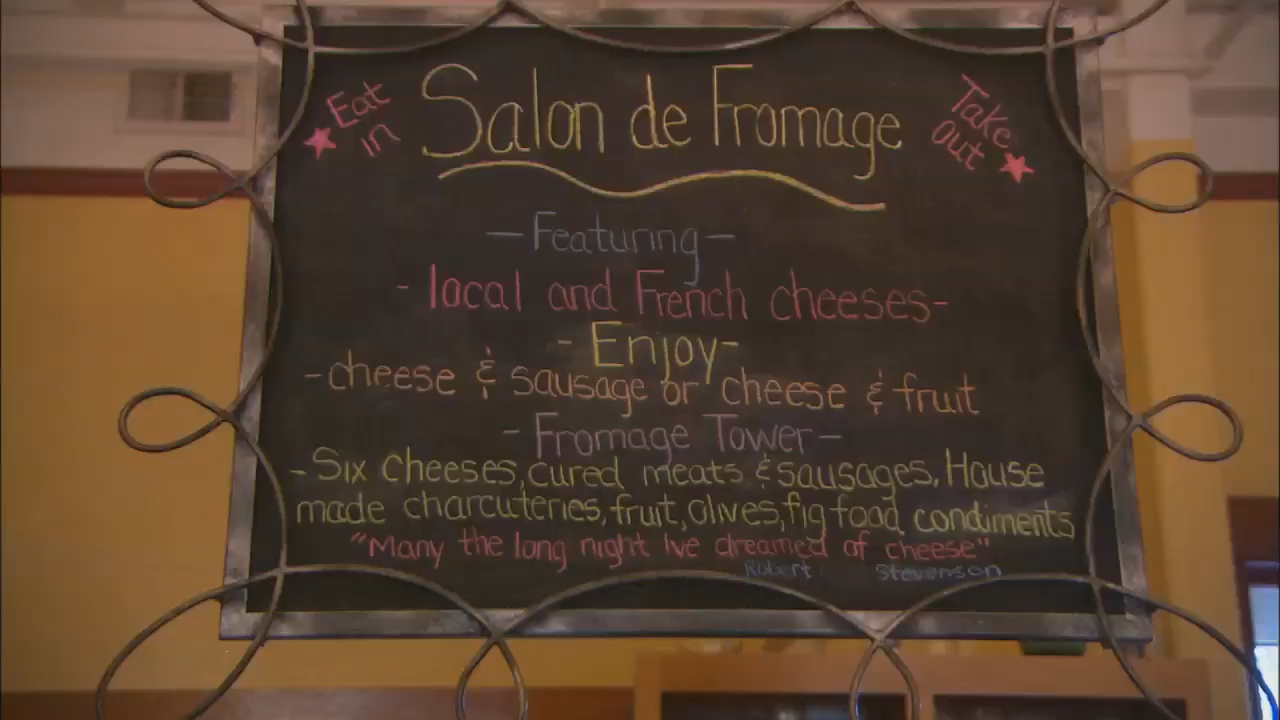 Eat in
Salon de Fromage
Take out
- Featuring -
- local and French cheeses -
- Enjoy -
- cheese & sausage or cheese & fruit
- Fromage Tower -
- Six Cheeses, cured meats & sausages, House
made charcuteries, fruit, olives, fig food condiments
"Many the long night Ive dreamed of cheese"
Robert Stevenson